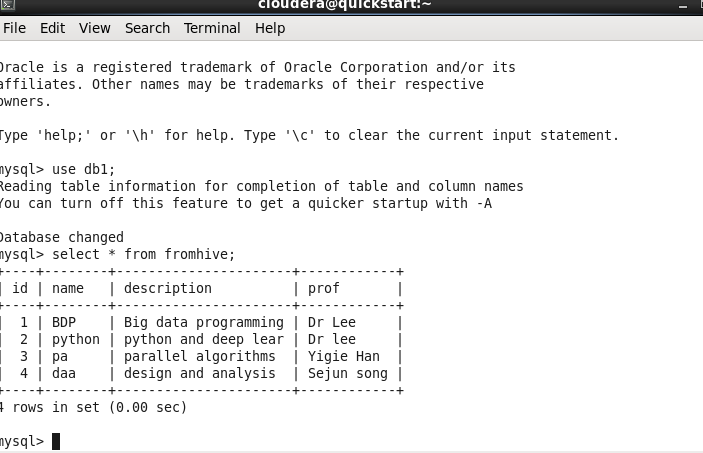 cloudera@quickstart:~
File Edit View Search Terminal Help
Oracle is a registered trademark of Oracle Corporation and/or its
affiliates. Other names may be trademarks of their respective
owners.
Type 'help;' or '\h' for help. Type '\c' to clear the current input statement.
mysql> use db1;
Reading table information for completion of table and column names
You can turn off this feature to get a quicker startup with -A
Database changed
mysql> select * from fromhive;
+----+--------+----------------------+------------+
| id | name   | description          | prof       |
+----+--------+----------------------+------------+
|  1 | BDP    | Big data programming | Dr Lee     |
|  2 | python | python and deep lear | Dr lee     |
|  3 | pa     | parallel algorithms  | Yigie Han  |
|  4 | daa    | design and analysis  | Sejun song |
+----+--------+----------------------+------------+
4 rows in set (0.00 sec)
mysql>